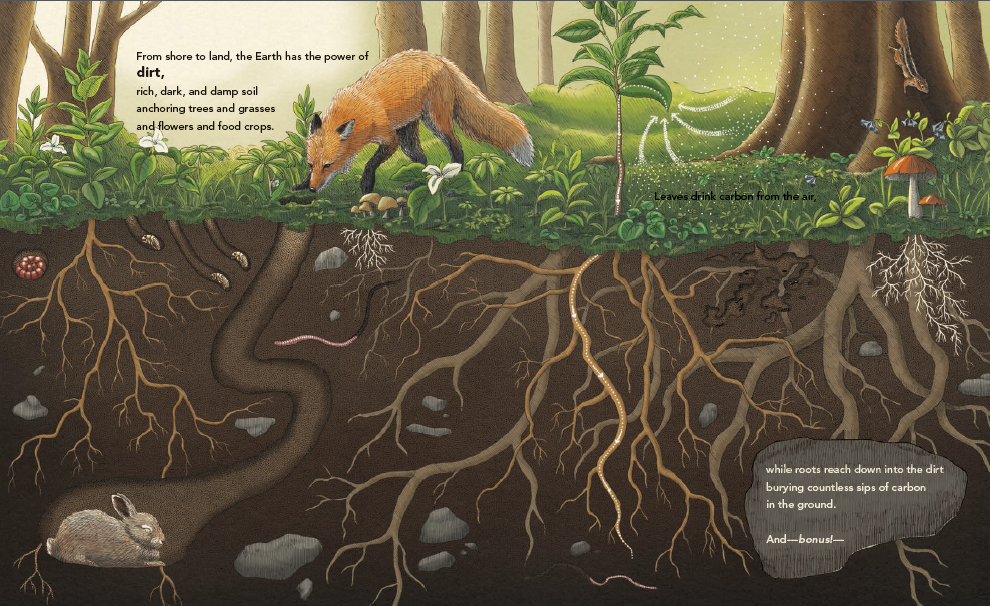 From shore to land, the Earth has the power of
dirt,
rich, dark, and damp soil
anchoring trees and grasses
and flowers and food crops.
Leaves drink carbon from the air,
while roots reach down into the dirt
burying countless sips of carbon
in the ground.
And—bonus!—